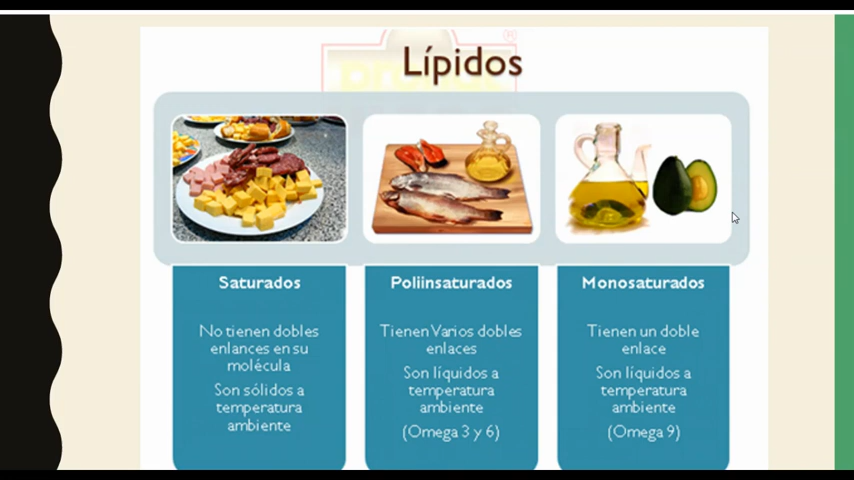 Lípidos
Saturados
No tienen dobles
enlances en su
molécula
Son sólidos a
temperatura
ambiente
Poliinsaturados
Tienen Varios dobles
enlaces
Son líquidos a
temperatura
ambiente
(Omega 3 y 6)
Monosaturados
Tienen un doble
enlace
Son líquidos a
temperatura
ambiente
(Omega 9)